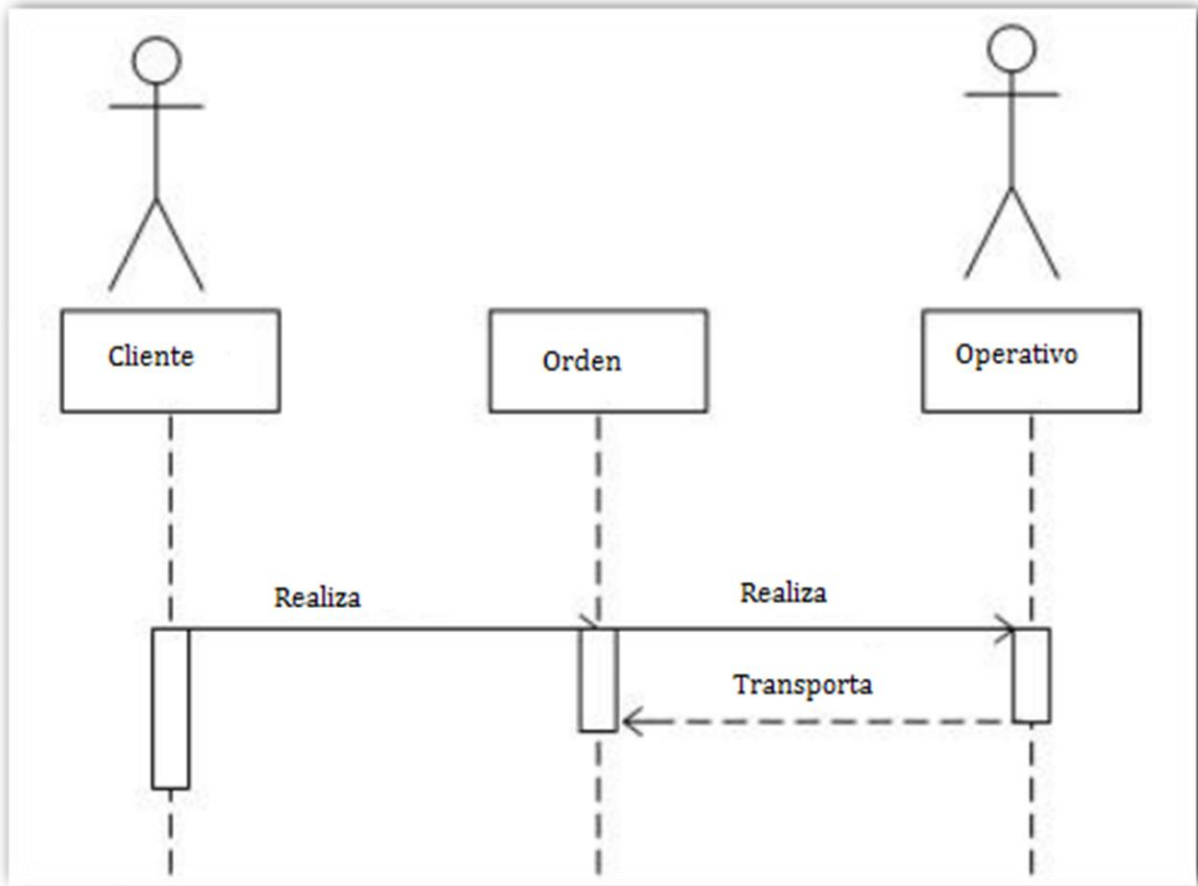 Cliente
Orden
Operativo
Realiza
Realiza
Transporta